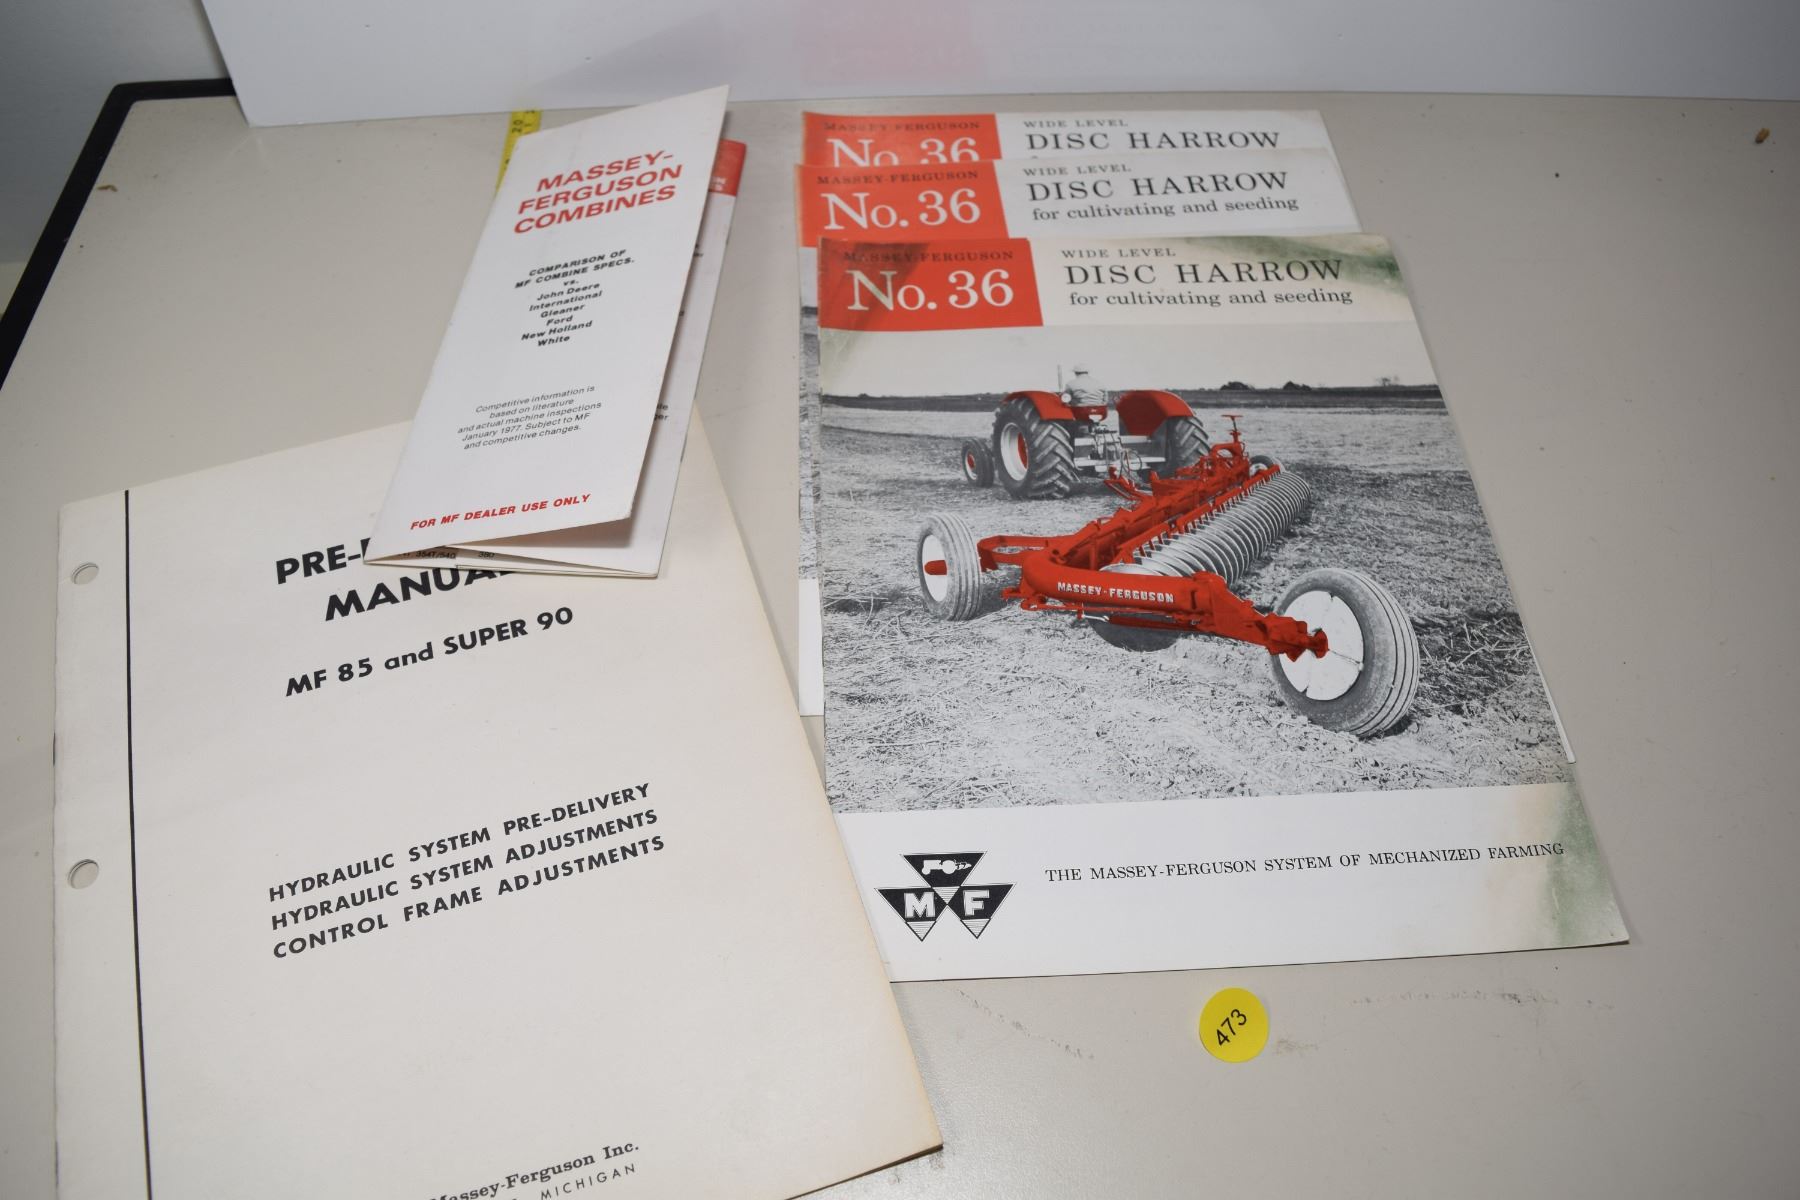 MASSEY-
FERGUSON
COMBINES
COMPARISON OF
MF COMBINE SPECS.
vs.
John Deere
International
Gleaner
Ford
New Holland
White
Competitive information is
based on literature
and actual machine inspections
January 1977. Subject to MF
and competitive changes.
FOR MF DEALER USE ONLY
354T/540 380
PRE-
MANUAL
MF 85 and SUPER 90
HYDRAULIC SYSTEM PRE-DELIVERY
HYDRAULIC SYSTEM ADJUSTMENTS
CONTROL FRAME ADJUSTMENTS
Massey-Ferguson Inc.
MICHIGAN
MASSEY-FERGUSON
No. 36
WIDE LEVEL
DISC HARROW
MASSEY-FERGUSON
No. 36
WIDE LEVEL
DISC HARROW
for cultivating and seeding
MASSEY-FERGUSON
No. 36
WIDE LEVEL
DISC HARROW
for cultivating and seeding
MASSEY-FERGUSON
MF
THE MASSEY-FERGUSON SYSTEM OF MECHANIZED FARMING
473
20